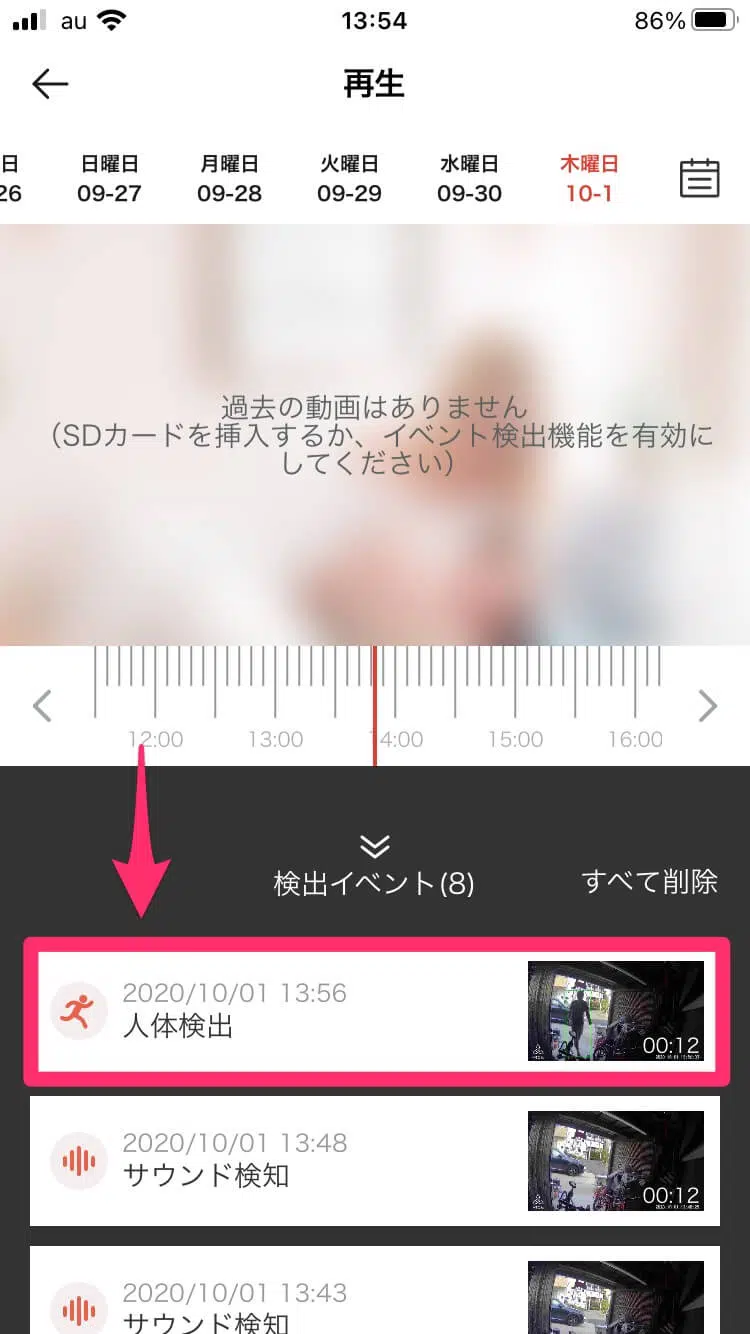 au 13:54 86%
再生
日 日曜日 月曜日 火曜日 水曜日 木曜日
26 09-27 09-28 09-29 09-30 10-1
過去の動画はありません
（SDカードを挿入するか、イベント検出機能を有効に
してください）
12:00 13:00 14:00 15:00 16:00
検出イベント(8) すべて削除
2020/10/01 13:56
人体検出
00:12
2020/10/01 13:48
サウンド検知
00:12
2020/10/01 13:43
サウンド検知